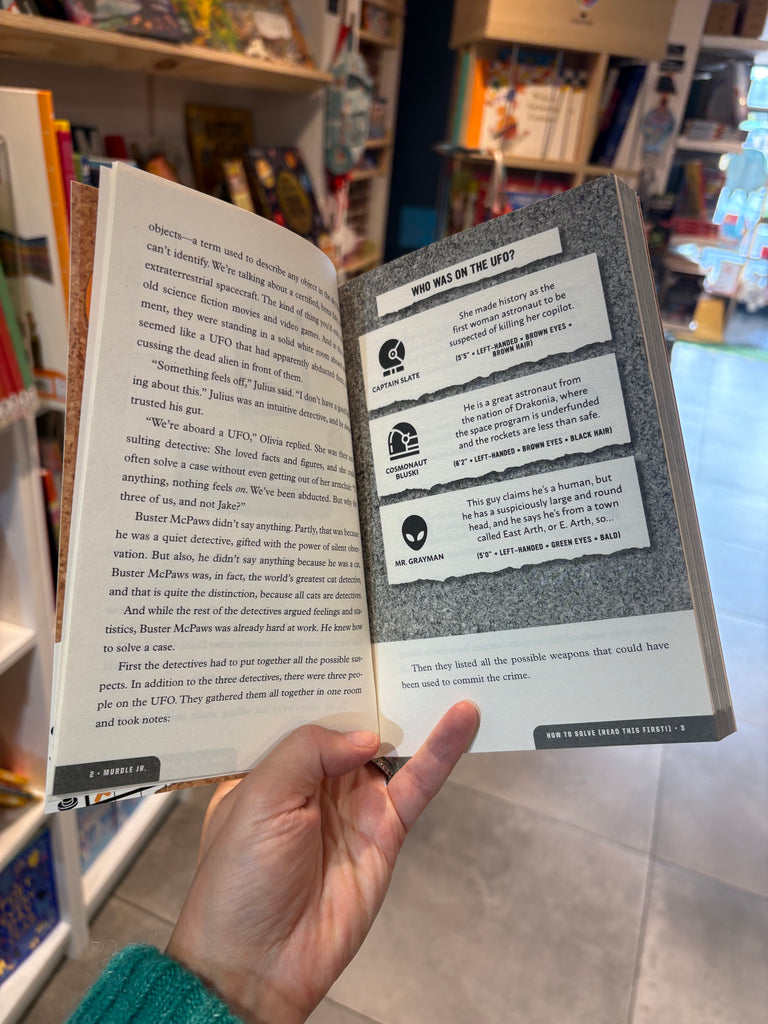 objects—a term used to describe any object in the
can't identify. We're talking about a certified,
extraterrestrial spacecraft. The kind of thing you'd
old science fiction movies and video games. And
ment, they were standing in a solid white room
seemed like a UFO that had apparently abducted
cussing the dead alien in front of them.
"Something feels off," Julius said. "I don't have a
ing about this." Julius was an intuitive detective, and he
trusted his gut.
"We're aboard a UFO," Olivia replied. She was
sulting detective: She loved facts and figures, and she
often solve a case without even getting out of her armchair.
anything, nothing feels on. We've been abducted. But why
three of us, and not Jake?"
Buster McPaws didn't say anything. Partly, that was because
he was a quiet detective, gifted with the power of silent obser-
vation. But also, he didn't say anything because he was a cat.
Buster McPaws was, in fact, the world's greatest cat detective,
and that is quite the distinction, because all cats are detectives.
And while the rest of the detectives argued feelings and sta-
tistics, Buster McPaws was already hard at work. He knew how
to solve a case.
First the detectives had to put together all the possible sus-
pects. In addition to the three detectives, there were three peo-
ple on the UFO. They gathered them all together in one room
and took notes:
2 • MURDLE JR.
WHO WAS ON THE UFO?
CAPTAIN SLATE
She made history as the
first woman astronaut to be
suspected of killing her copilot.
(5'5" • LEFT-HANDED • BROWN EYES •
BROWN HAIR)
COSMONAUT
BLUSKI
He is a great astronaut from
the nation of Drakonia, where
the space program is underfunded
and the rockets are less than safe.
(6'2" • LEFT-HANDED • BROWN EYES • BLACK HAIR)
MR. GRAYMAN
This guy claims he's a human, but
he has a suspiciously large and round
head, and he says he's from a town
called East Arth, or E. Arth, so...
(5'0" • LEFT-HANDED • GREEN EYES • BALD)
Then they listed all the possible weapons that could have
been used to commit the crime.
HOW TO SOLVE (READ THIS FIRST!) • 3